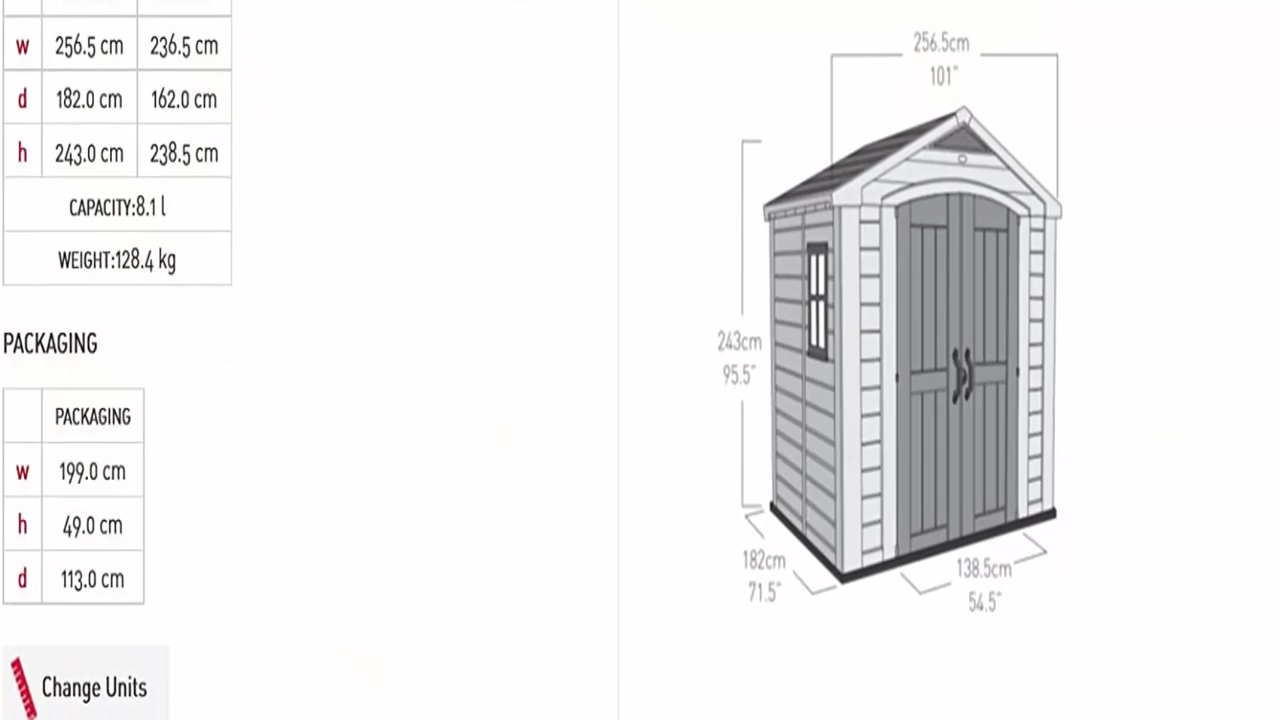 w 256.5 cm 236.5 cm
d 182.0 cm 162.0 cm
h 243.0 cm 238.5 cm
CAPACITY:8.1 l
WEIGHT:128.4 kg
PACKAGING
PACKAGING
w 199.0 cm
h 49.0 cm
d 113.0 cm
Change Units
256.5cm
101"
243cm
95.5"
182cm
71.5"
138.5cm
54.5"